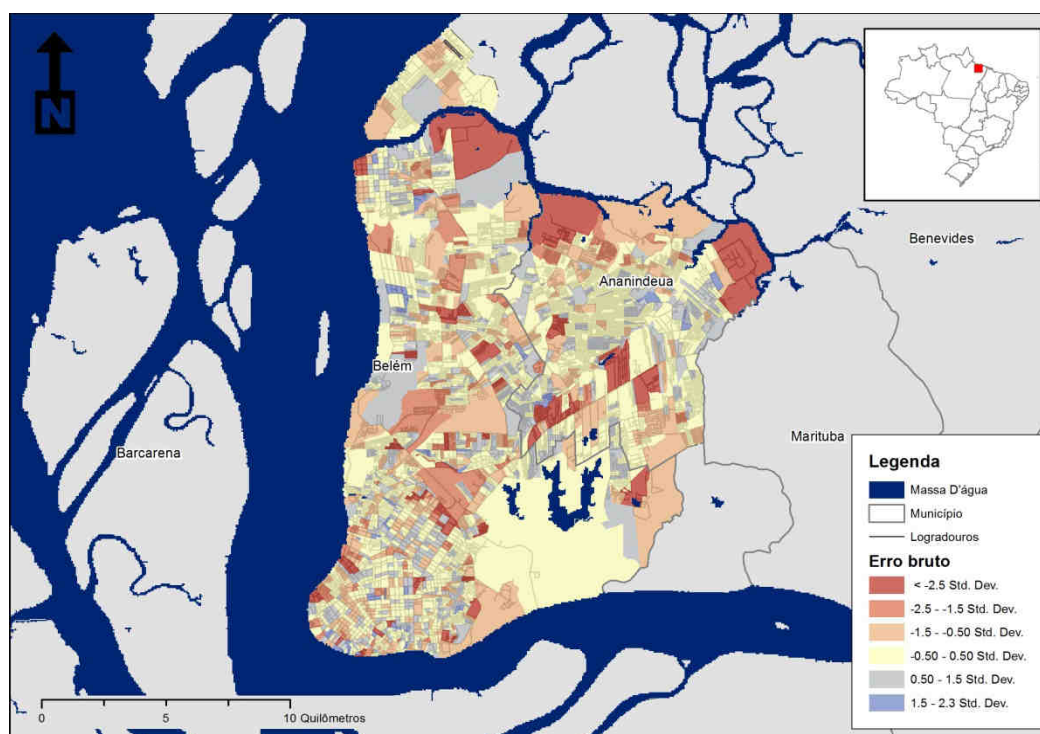 N
Benevides
Ananindeua
Belém
Marituba
Barcarena
0 5 10 Quilômetros
Legenda
Massa D'água
Município
Logradouros
Erro bruto
< -2.5 Std. Dev.
-2.5 - -1.5 Std. Dev.
-1.5 - -0.50 Std. Dev.
-0.50 - 0.50 Std. Dev.
0.50 - 1.5 Std. Dev.
1.5 - 2.3 Std. Dev.